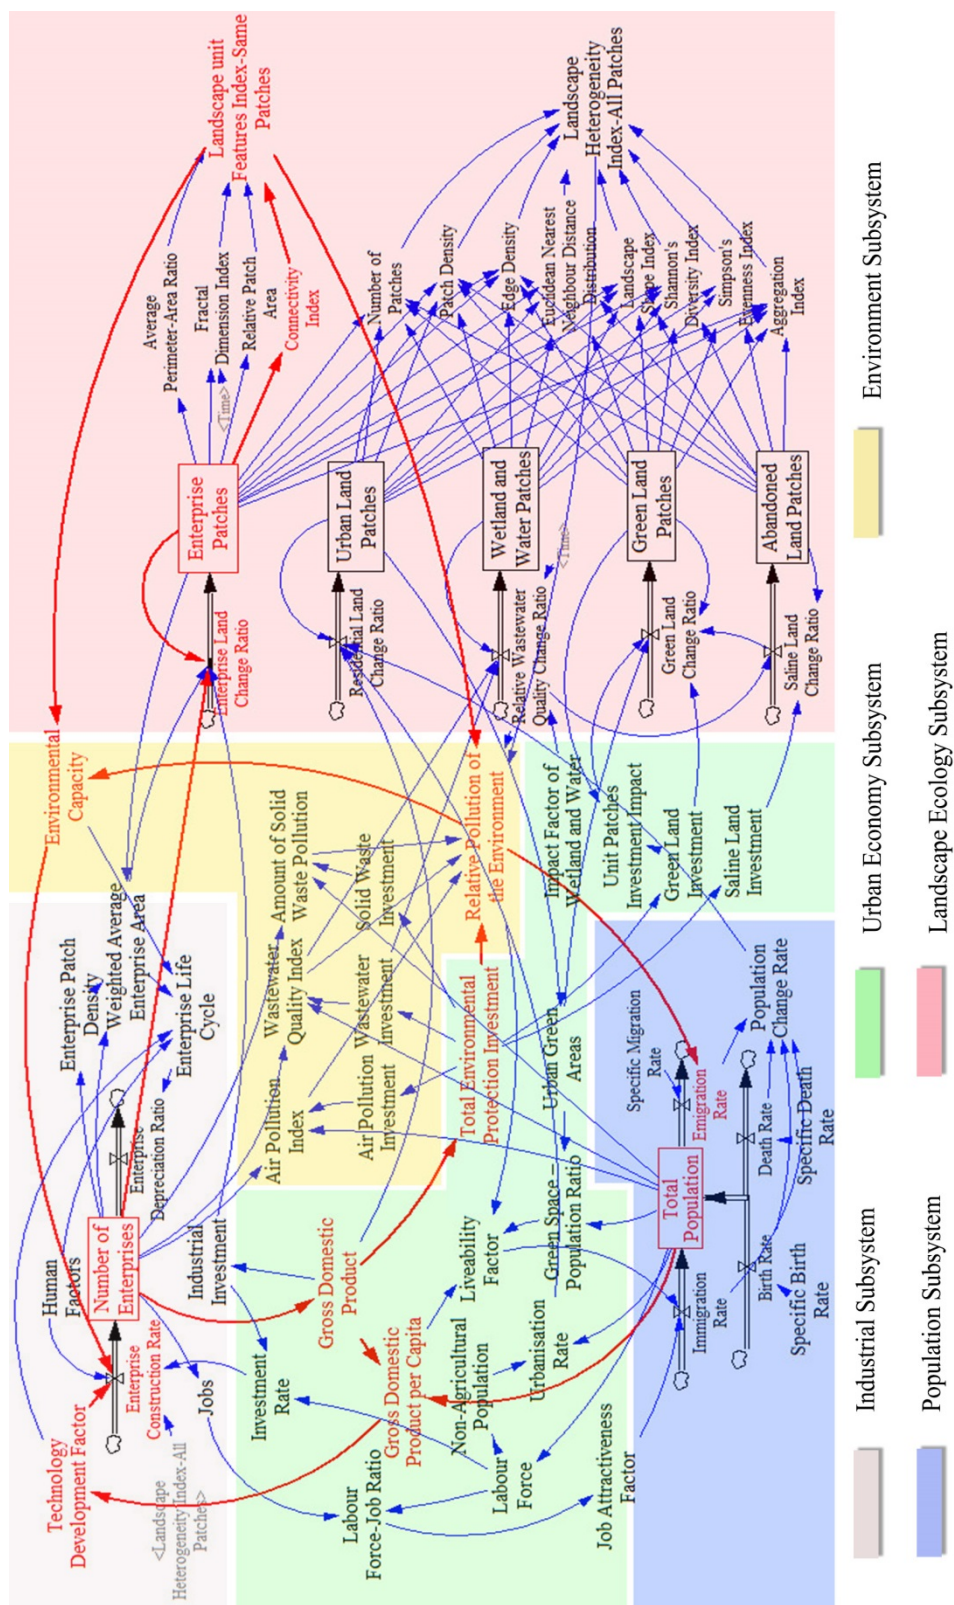 Technology
Development Factor
<Landscape
Heterogeneity Index-All
Patches>
Human
Factors
Enterprise
Construction Rate
Jobs
Number of
Enterprises
Enterprise
Depreciation Ratio
Industrial
Investment
Enterprise Patch
Density
Weighted Average
Enterprise Area
Enterprise Life
Cycle
Environmental
Capacity
Air Pollution
Index
Wastewater
Quality Index
Amount of Solid
Waste Pollution
Air Pollution
Investment
Wastewater
Investment
Solid Waste
Investment
Relative Pollution of
the Environment
Total Environmental
Protection Investment
Investment
Rate
Gross Domestic
Product
Gross Domestic
Product per Capita
Labour
Force-Job Ratio
Non-Agricultural
Population
Labour
Force
Liveability
Factor
Urbanisation
Rate
Green Space –
Population Ratio
Urban Green
Areas
Job Attractiveness
Factor
Impact Factor of
Wetland and Water
Unit Patches
Investment Impact
Green Land
Investment
Saline Land
Investment
Immigration
Rate
Total
Population
Specific Migration
Rate
Emigration
Rate
Population
Change Rate
Birth Rate
Death Rate
Specific Birth
Rate
Specific Death
Rate
Enterprise Land
Change Ratio
Enterprise
Patches
Residential Land
Change Ratio
Urban Land
Patches
Relative Wastewater
Quality Change Ratio
Wetland and
Water Patches
<Time>
Green Land
Change Ratio
Green Land
Patches
Saline Land
Change Ratio
Abandoned
Land Patches
Average
Perimeter-Area Ratio
Fractal
Dimension Index
<Time>
Relative Patch
Area
Connectivity
Index
Landscape unit
Features Index-Same
Patches
Number of
Patches
Patch Density
Edge Density
Euclidean Nearest
Neighbour Distance
Distribution
Landscape
Shape Index
Shannon's
Diversity Index
Simpson's
Evenness Index
Aggregation
Index
Landscape
Heterogeneity
Index-All Patches
Industrial Subsystem
Urban Economy Subsystem
Environment Subsystem
Population Subsystem
Landscape Ecology Subsystem